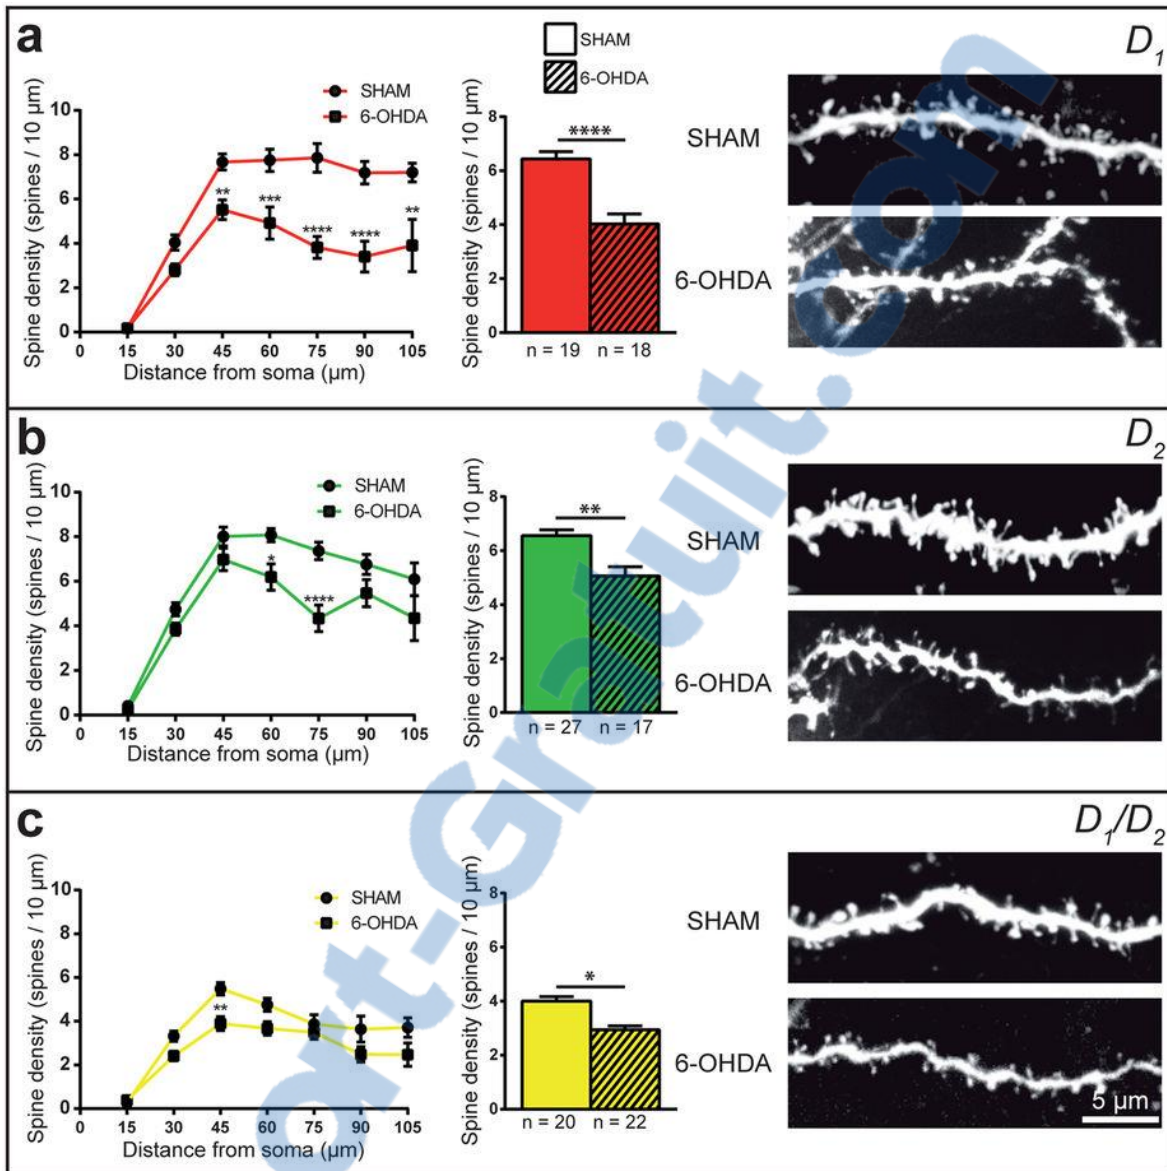 a
D1
SHAM
6-OHDA
SHAM
6-OHDA
Spine density (spines / 10 µm)
10
8
6
4
2
0
** *** **** **** **
0 15 30 45 60 75 90 105
Distance from soma (µm)
Spine density (spines / 10 µm)
8
6
4
2
0
****
n = 19 n = 18
SHAM
6-OHDA
b
D2
SHAM
6-OHDA
Spine density (spines / 10 µm)
10
8
6
4
2
0
* ****
0 15 30 45 60 75 90 105
Distance from soma (µm)
Spine density (spines / 10 µm)
8
6
4
2
0
**
n = 27 n = 17
SHAM
6-OHDA
c
D1/D2
SHAM
6-OHDA
Spine density (spines / 10 µm)
10
8
6
4
2
0
**
0 15 30 45 60 75 90 105
Distance from soma (µm)
Spine density (spines / 10 µm)
8
6
4
2
0
*
n = 20 n = 22
SHAM
6-OHDA
5 µm
ort-Gratuit.com